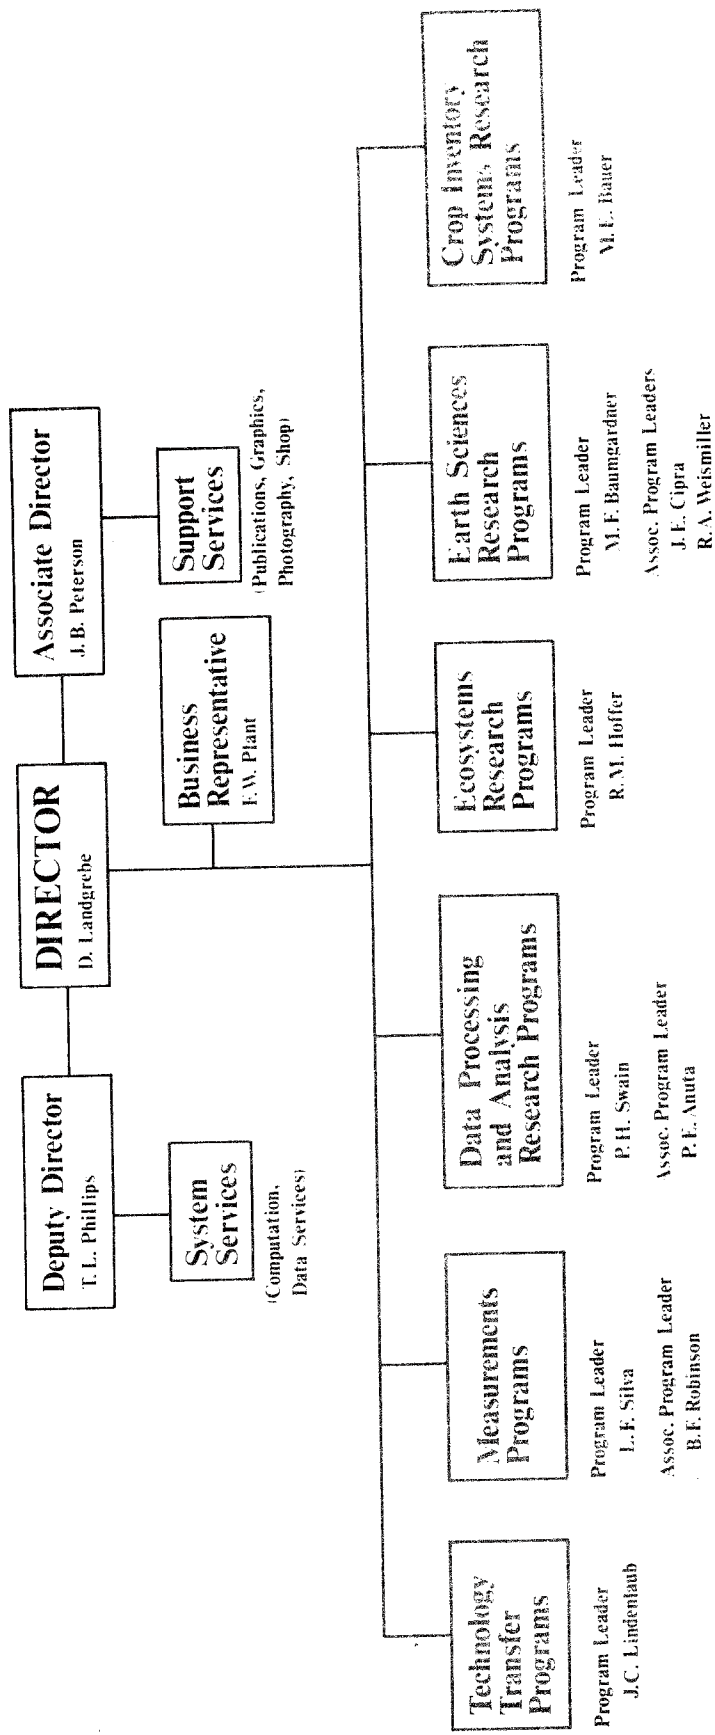 Deputy Director
T. L. Phillips
DIRECTOR
D. Landgrebe
Associate Director
J. B. Peterson
System
Services
(Computation,
Data Services)
Business
Representative
F.W. Plant
Support
Services
(Publications, Graphics,
Photography, Shop)
Technology
Transfer
Programs
Program Leader
J.C. Lindenlaub
Measurements
Programs
Program Leader
L.F. Silva
Assoc. Program Leader
B.F. Robinson
Data Processing
and Analysis
Research Programs
Program Leader
P.H. Swain
Assoc. Program Leader
P.E. Anuta
Ecosystems
Research
Programs
Program Leader
R.M. Hoffer
Earth Sciences
Research
Programs
Program Leader
M.F. Baumgardner
Assoc. Program Leaders
J.E. Cipra
R.A. Weismiller
Crop Inventory
Systems Research
Programs
Program Leader
M.E. Bauer